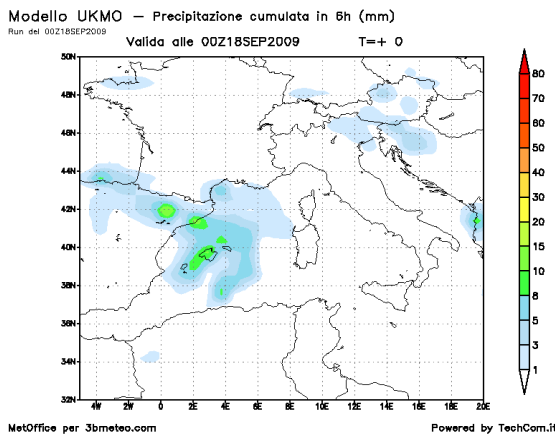 Modello UKMO – Precipitazione cumulata in 6h (mm)
Run del 00Z18SEP2009
Valida alle 00Z18SEP2009 T=+ 0
50N
48N
46N
44N
42N
40N
38N
36N
34N
32N
4W 2W 0 2E 4E 6E 8E 10E 12E 14E 16E 18E 20E
80
70
60
50
40
30
20
15
10
8
5
3
1
MetOffice per 3bmeteo.com Powered by TechCom.it